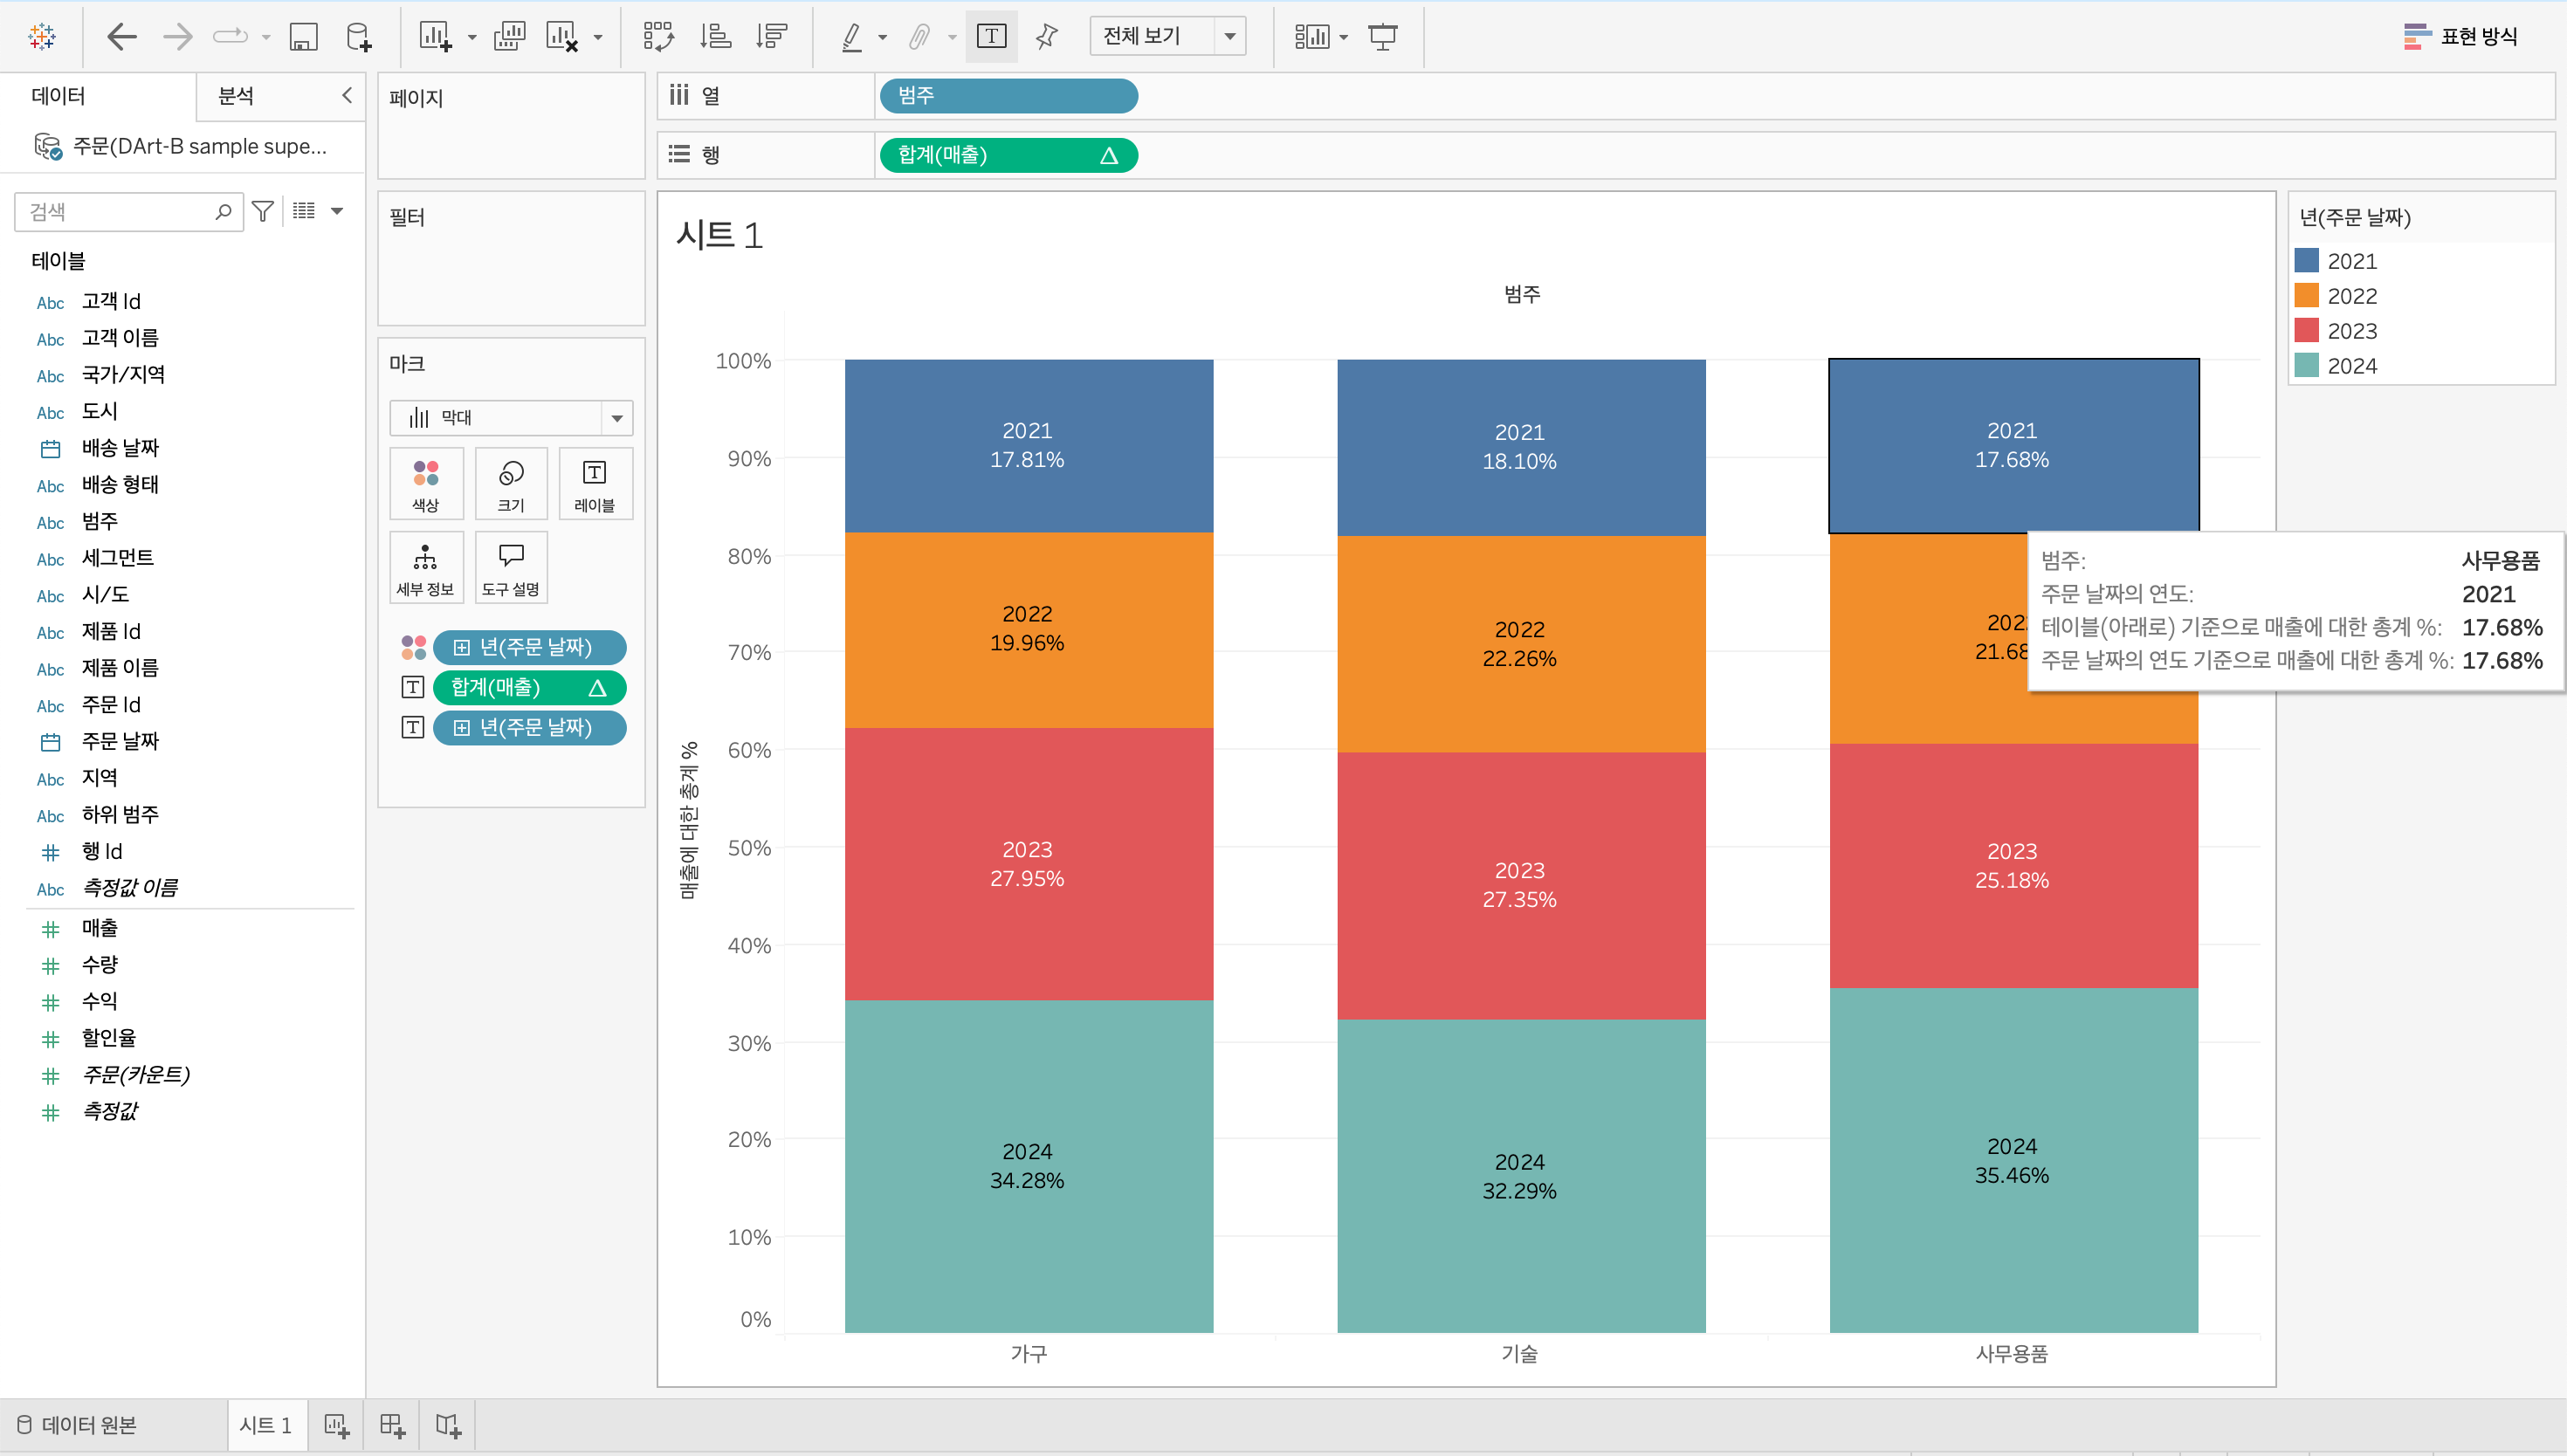 전체 보기
표현 방식
데이터
분석
주문(DArt-B sample supe...
검색
테이블
Abc 고객 Id
Abc 고객 이름
Abc 국가/지역
Abc 도시
배송 날짜
Abc 배송 형태
Abc 범주
Abc 세그먼트
Abc 시/도
Abc 제품 Id
Abc 제품 이름
Abc 주문 Id
주문 날짜
Abc 지역
Abc 하위 범주
행 Id
Abc 측정값 이름
매출
수량
수익
할인율
주문(카운트)
측정값
페이지
필터
마크
막대
색상
크기
레이블
세부 정보
도구 설명
년(주문 날짜)
합계(매출)
년(주문 날짜)
열
범주
행
합계(매출)
시트 1
범주
매출에 대한 총계 %
100%
90%
80%
70%
60%
50%
40%
30%
20%
10%
0%
2021
17.81%
2022
19.96%
2023
27.95%
2024
34.28%
가구
2021
18.10%
2022
22.26%
2023
27.35%
2024
32.29%
기술
2021
17.68%
21.68
2023
25.18%
2024
35.46%
사무용품
범주: 사무용품
주문 날짜의 연도: 2021
테이블(아래로) 기준으로 매출에 대한 총계 %: 17.68%
주문 날짜의 연도 기준으로 매출에 대한 총계 %: 17.68%
년(주문 날짜)
2021
2022
2023
2024
데이터 원본
시트 1